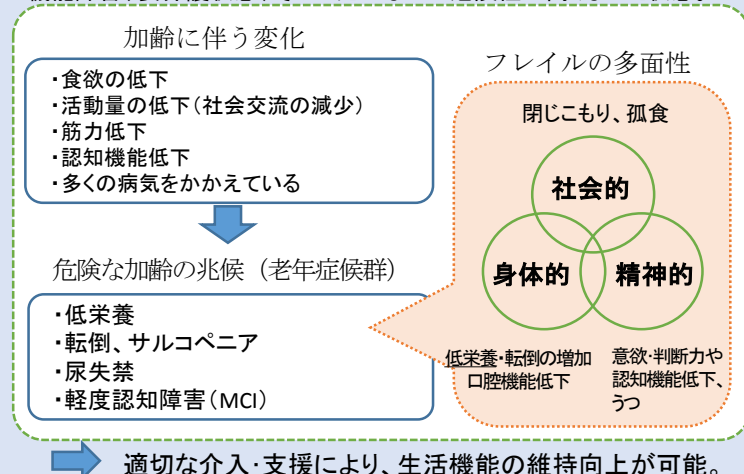 加齢に伴う変化
・食欲の低下
・活動量の低下(社会交流の減少)
・筋力低下
・認知機能低下
・多くの病気をかかえている
危険な加齢の兆候（老年症候群）
・低栄養
・転倒、サルコペニア
・尿失禁
・軽度認知障害(MCI)
フレイルの多面性
閉じこもり、孤食
社会的
身体的
精神的
低栄養・転倒の増加
口腔機能低下
意欲・判断力や
認知機能低下、
うつ
適切な介入・支援により、生活機能の維持向上が可能。